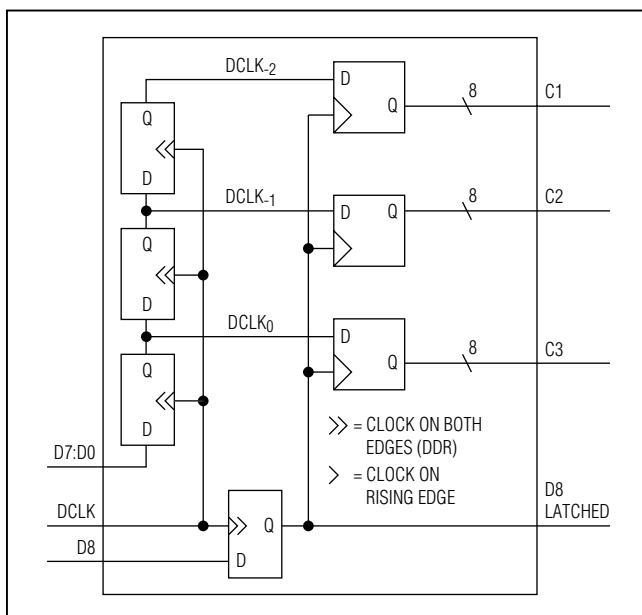 DCLK-2
D
Q
8
C1
Q
D
DCLK-1
D
Q
8
C2
Q
D
DCLK0
D
Q
8
C3
Q
D
>> = CLOCK ON BOTH
EDGES (DDR)
> = CLOCK ON
RISING EDGE
D7:D0
DCLK
Q
D8
LATCHED
D8
D